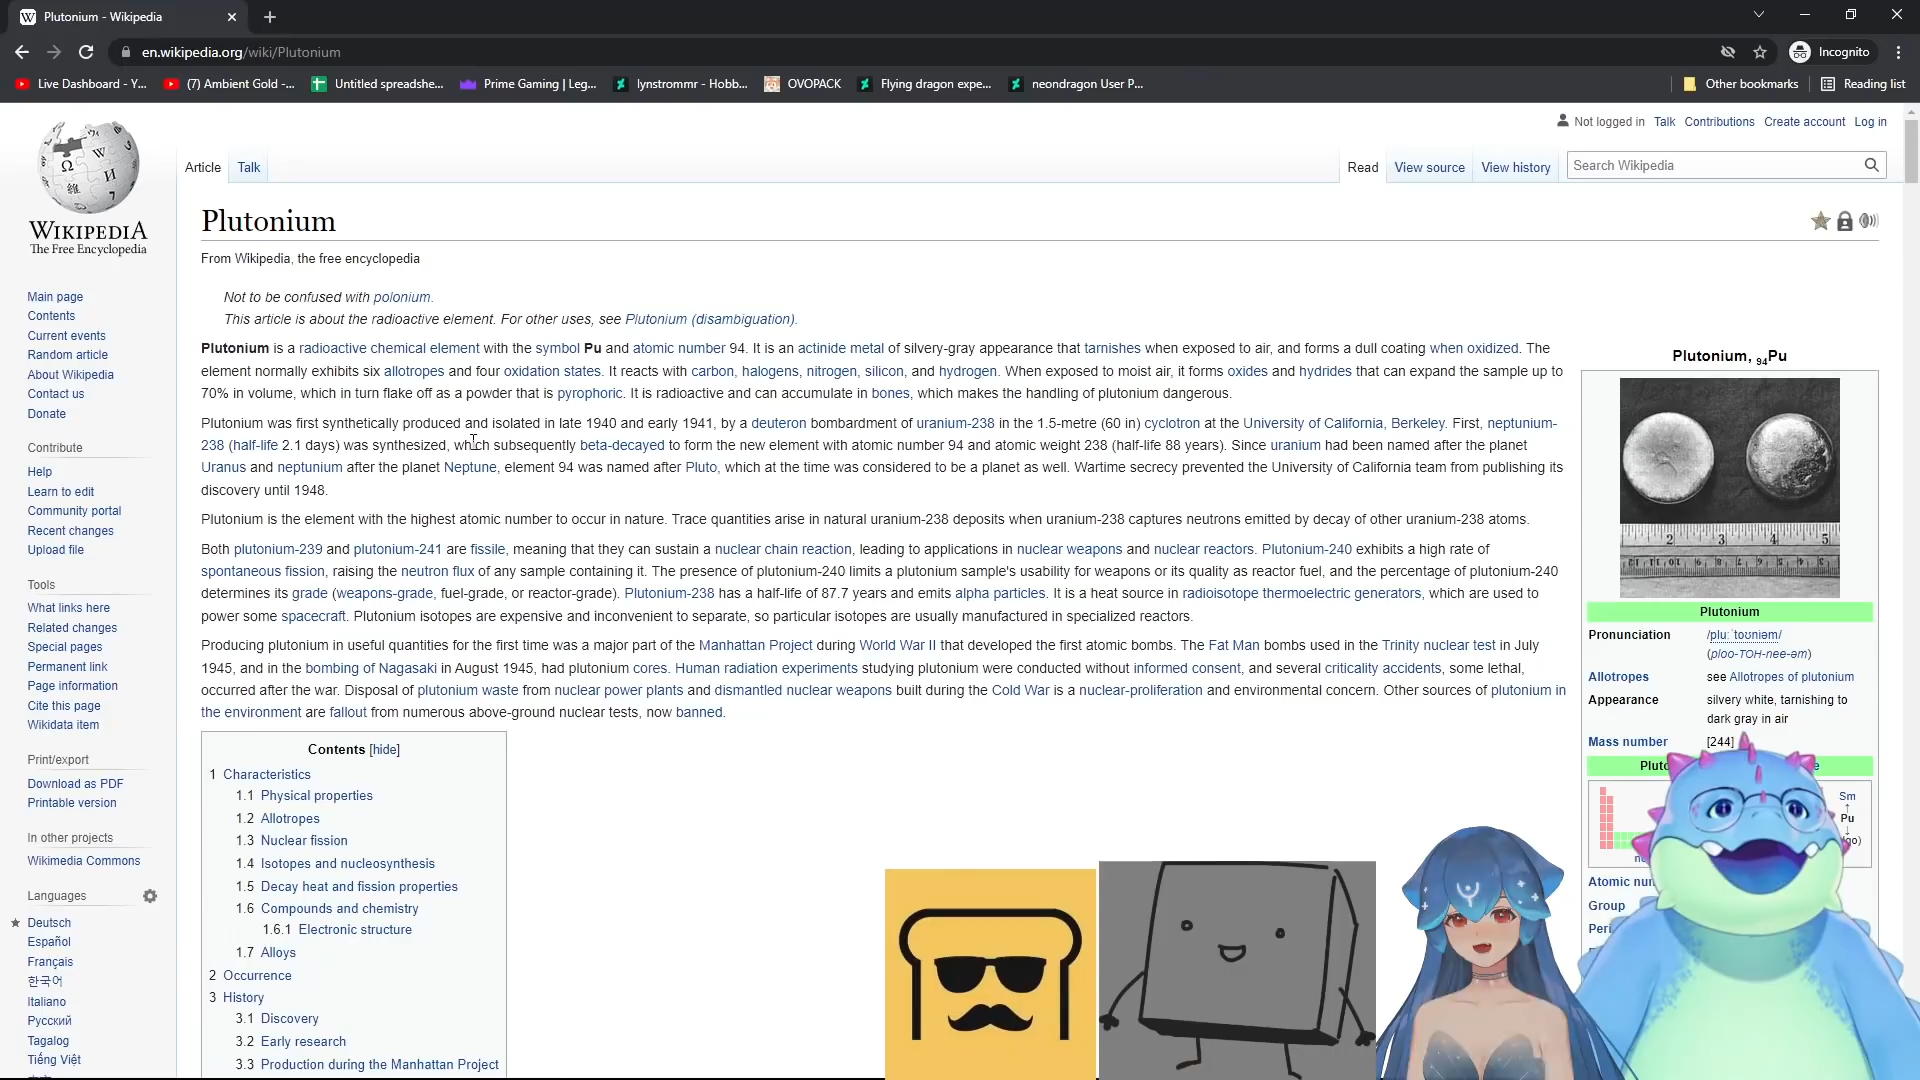 Plutonium - Wikipedia
en.wikipedia.org/wiki/Plutonium
Incognito
Live Dashboard - Y...
(7) Ambient Gold -...
Untitled spreadshe...
Prime Gaming | Leg...
lynstrommr - Hobb...
OVOPACK
Flying dragon expe...
neondragon User P...
Other bookmarks
Reading list
Not logged in Talk Contributions Create account Log in
Article Talk
Read View source View history
Search Wikipedia
WIKIPEDIA
The Free Encyclopedia
Main page
Contents
Current events
Random article
About Wikipedia
Contact us
Donate
Contribute
Help
Learn to edit
Community portal
Recent changes
Upload file
Tools
What links here
Related changes
Special pages
Permanent link
Page information
Cite this page
Wikidata item
Print/export
Download as PDF
Printable version
In other projects
Wikimedia Commons
Languages
Deutsch
Español
Français
한국어
Italiano
Русский
Tagalog
Tiếng Việt
Plutonium
From Wikipedia, the free encyclopedia
Not to be confused with polonium.
This article is about the radioactive element. For other uses, see Plutonium (disambiguation).
Plutonium is a radioactive chemical element with the symbol Pu and atomic number 94. It is an actinide metal of silvery-gray appearance that tarnishes when exposed to air, and forms a dull coating when oxidized. The
element normally exhibits six allotropes and four oxidation states. It reacts with carbon, halogens, nitrogen, silicon, and hydrogen. When exposed to moist air, it forms oxides and hydrides that can expand the sample up to
70% in volume, which in turn flake off as a powder that is pyrophoric. It is radioactive and can accumulate in bones, which makes the handling of plutonium dangerous.
Plutonium was first synthetically produced and isolated in late 1940 and early 1941, by a deuteron bombardment of uranium-238 in the 1.5-metre (60 in) cyclotron at the University of California, Berkeley. First, neptunium-
238 (half-life 2.1 days) was synthesized, which subsequently beta-decayed to form the new element with atomic number 94 and atomic weight 238 (half-life 88 years). Since uranium had been named after the planet
Uranus and neptunium after the planet Neptune, element 94 was named after Pluto, which at the time was considered to be a planet as well. Wartime secrecy prevented the University of California team from publishing its
discovery until 1948.
Plutonium is the element with the highest atomic number to occur in nature. Trace quantities arise in natural uranium-238 deposits when uranium-238 captures neutrons emitted by decay of other uranium-238 atoms.
Both plutonium-239 and plutonium-241 are fissile, meaning that they can sustain a nuclear chain reaction, leading to applications in nuclear weapons and nuclear reactors. Plutonium-240 exhibits a high rate of
spontaneous fission, raising the neutron flux of any sample containing it. The presence of plutonium-240 limits a plutonium sample's usability for weapons or its quality as reactor fuel, and the percentage of plutonium-240
determines its grade (weapons-grade, fuel-grade, or reactor-grade). Plutonium-238 has a half-life of 87.7 years and emits alpha particles. It is a heat source in radioisotope thermoelectric generators, which are used to
power some spacecraft. Plutonium isotopes are expensive and inconvenient to separate, so particular isotopes are usually manufactured in specialized reactors.
Producing plutonium in useful quantities for the first time was a major part of the Manhattan Project during World War II that developed the first atomic bombs. The Fat Man bombs used in the Trinity nuclear test in July
1945, and in the bombing of Nagasaki in August 1945, had plutonium cores. Human radiation experiments studying plutonium were conducted without informed consent, and several criticality accidents, some lethal,
occurred after the war. Disposal of plutonium waste from nuclear power plants and dismantled nuclear weapons built during the Cold War is a nuclear-proliferation and environmental concern. Other sources of plutonium in
the environment are fallout from numerous above-ground nuclear tests, now banned.
Contents [hide]
1 Characteristics
1.1 Physical properties
1.2 Allotropes
1.3 Nuclear fission
1.4 Isotopes and nucleosynthesis
1.5 Decay heat and fission properties
1.6 Compounds and chemistry
1.6.1 Electronic structure
1.7 Alloys
2 Occurrence
3 History
3.1 Discovery
3.2 Early research
3.3 Production during the Manhattan Project
Plutonium, 94Pu
2 3 4 5
Plutonium
Pronunciation /pluːˈtoʊniəm/
(ploo-TOH-nee-əm)
Allotropes see Allotropes of plutonium
Appearance silvery white, tarnishing to
dark gray in air
Mass number [244]
Sm
↑
Pu
↓
Group